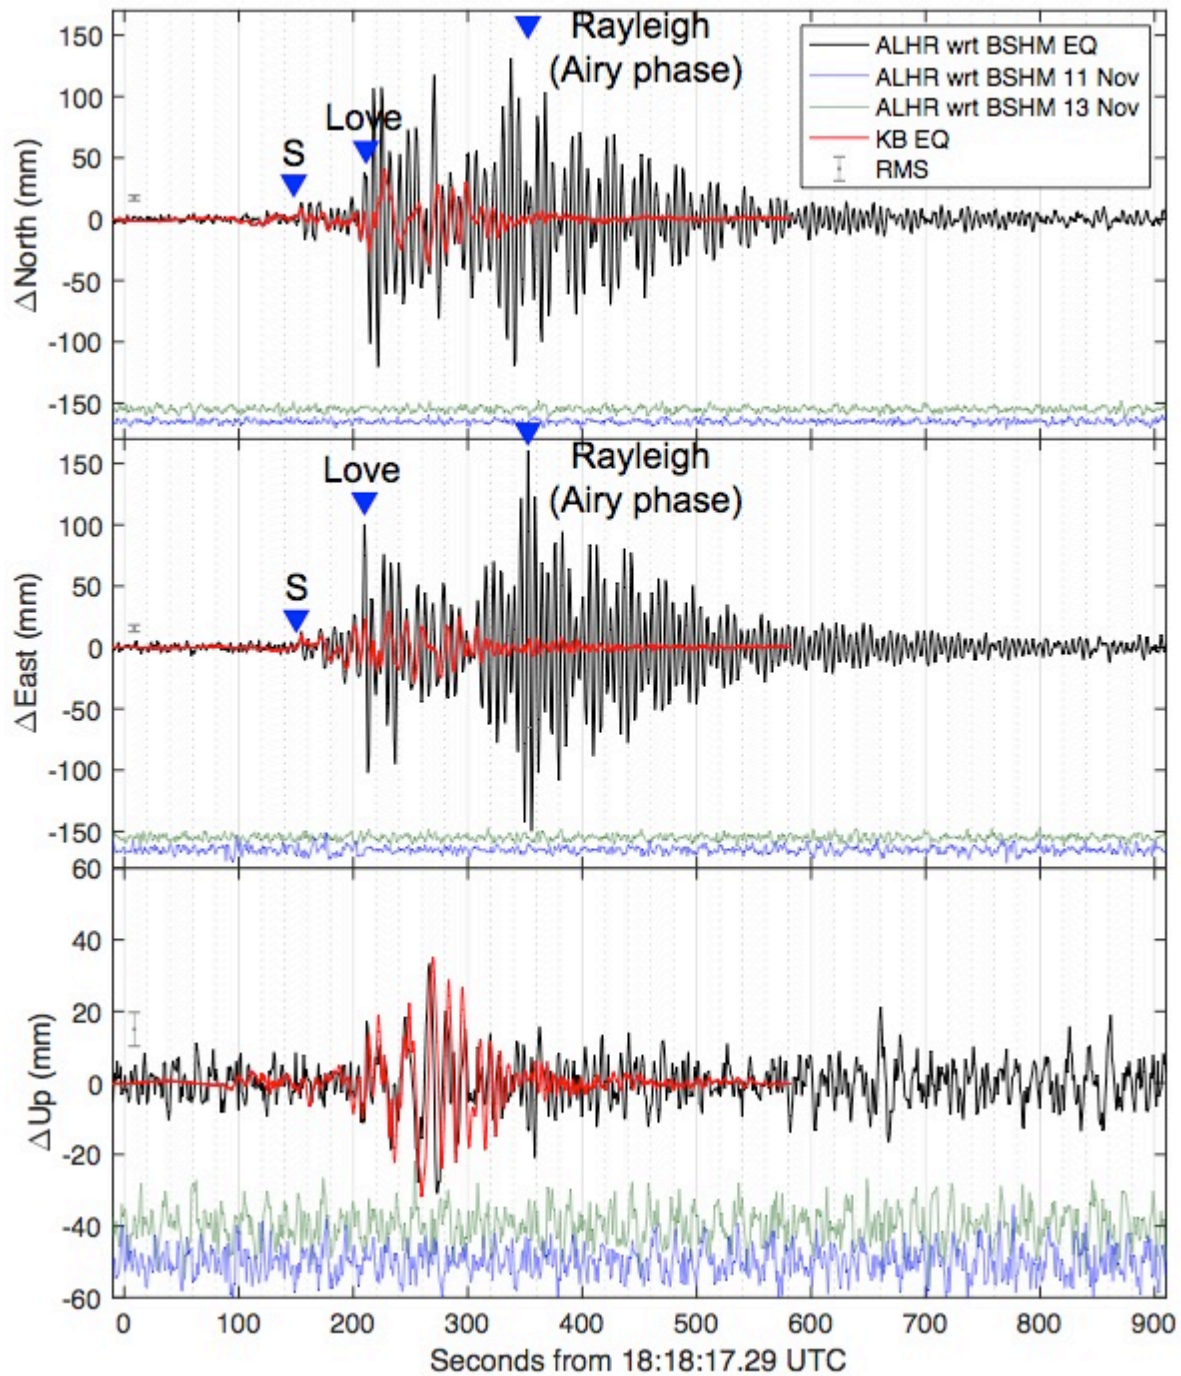 150
100
50
0
-50
-100
-150
ΔNorth (mm)
S
Love
Rayleigh
(Airy phase)
ALHR wrt BSHM EQ
ALHR wrt BSHM 11 Nov
ALHR wrt BSHM 13 Nov
KB EQ
RMS
150
100
50
0
-50
-100
-150
ΔEast (mm)
S
Love
Rayleigh
(Airy phase)
60
40
20
0
-20
-40
-60
ΔUp (mm)
0 100 200 300 400 500 600 700 800 900
Seconds from 18:18:17.29 UTC